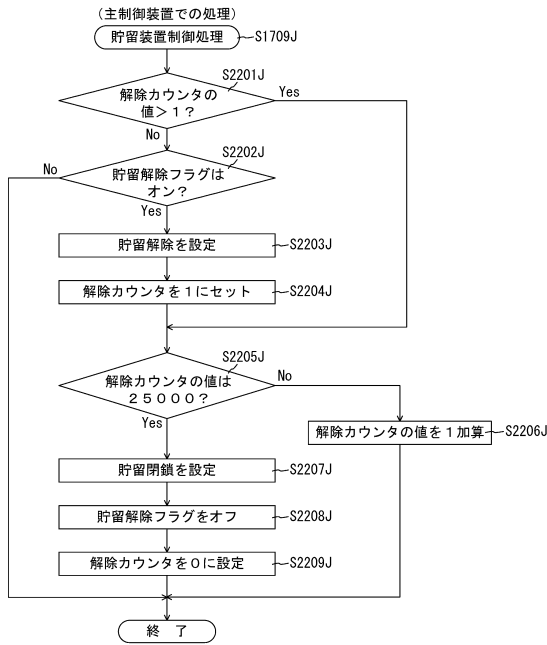 （主制御装置での処理）
貯留装置制御処理
S1709J
S2201J
解除カウンタの
値＞１？
Yes
No
S2202J
貯留解除フラグは
オン？
No
Yes
貯留解除を設定
S2203J
解除カウンタを１にセット
S2204J
S2205J
解除カウンタの値は
２５０００？
No
Yes
解除カウンタの値を１加算
S2206J
貯留閉鎖を設定
S2207J
貯留解除フラグをオフ
S2208J
解除カウンタを０に設定
S2209J
終　了